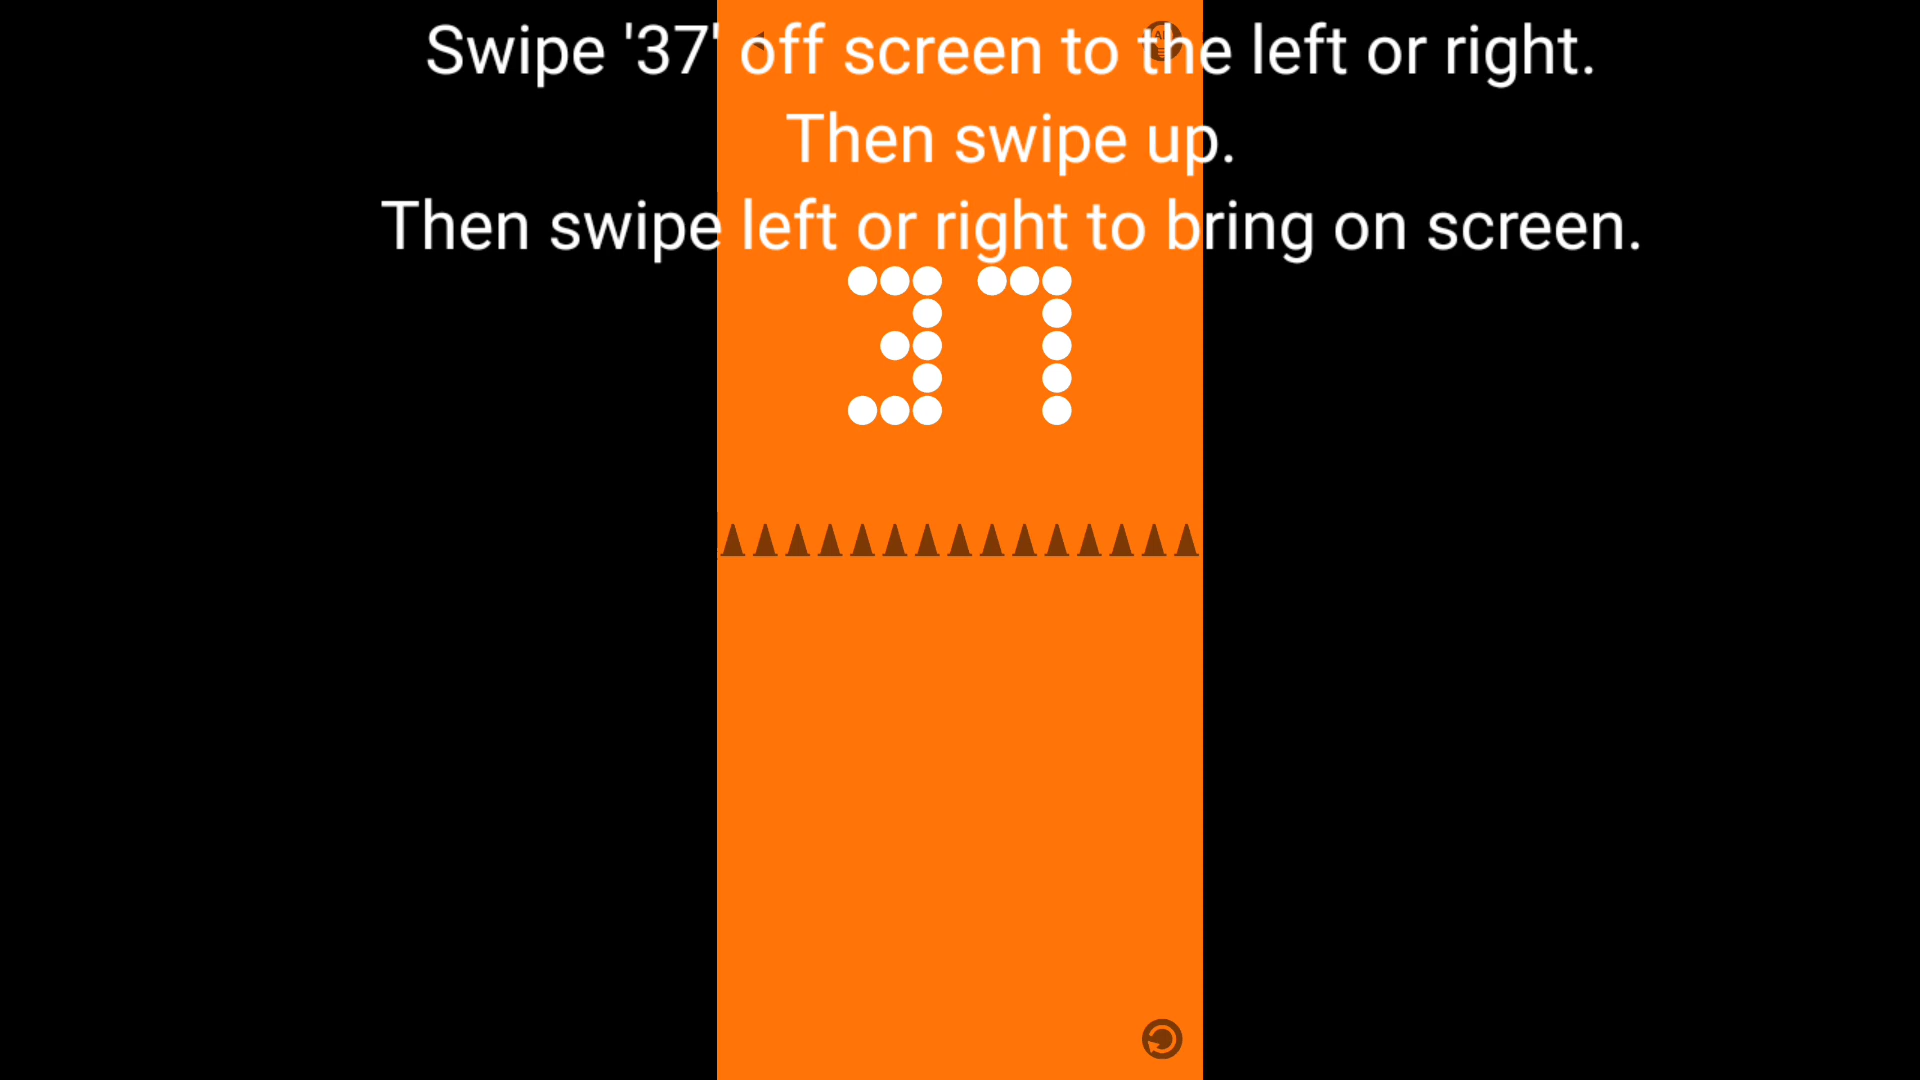 Swipe '37' off screen to the left or right.
Then swipe up.
Then swipe left or right to bring on screen.
37